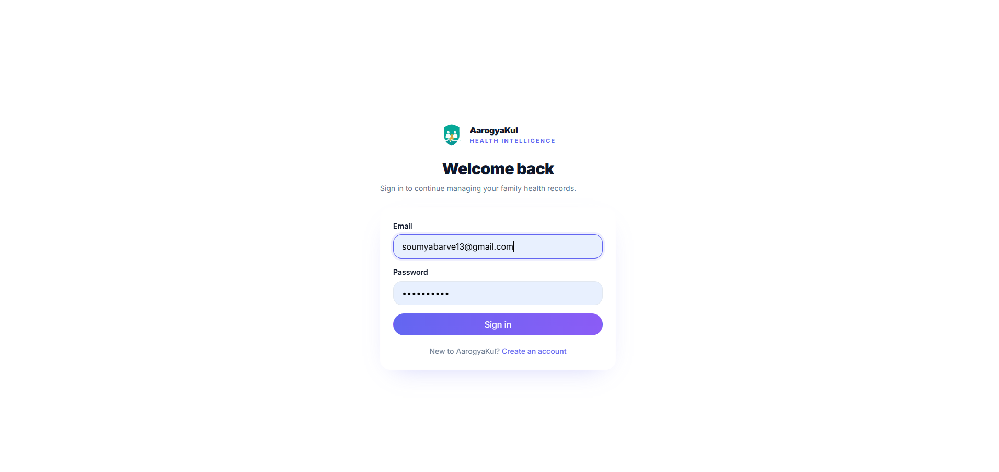 AarogyaKul
HEALTH INTELLIGENCE
Welcome back
Sign in to continue managing your family health records.
Email
soumyabarve13@gmail.com
Password
••••••••••
Sign in
New to AarogyaKul? Create an account